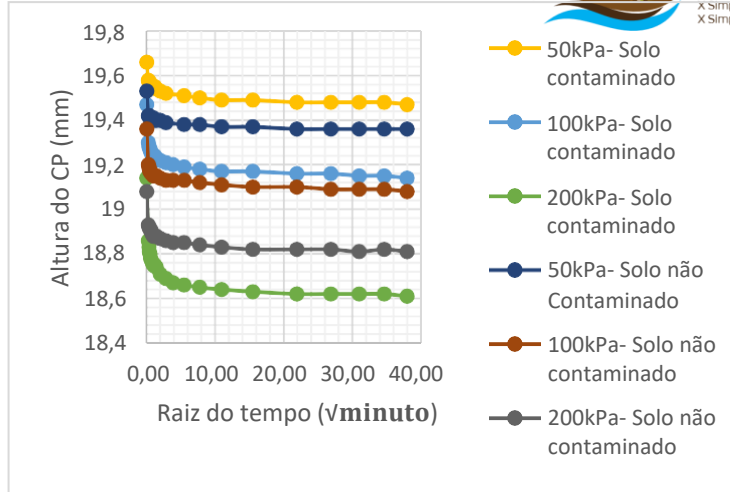 X Simp
X Simp
19,8
19,6
19,4
19,2
19
18,8
18,6
18,4
Altura do CP (mm)
0,00 10,00 20,00 30,00 40,00
Raiz do tempo (√minuto)
50kPa- Solo
contaminado
100kPa- Solo
contaminado
200kPa- Solo
contaminado
50kPa- Solo não
Contaminado
100kPa- Solo não
contaminado
200kPa- Solo não
contaminado